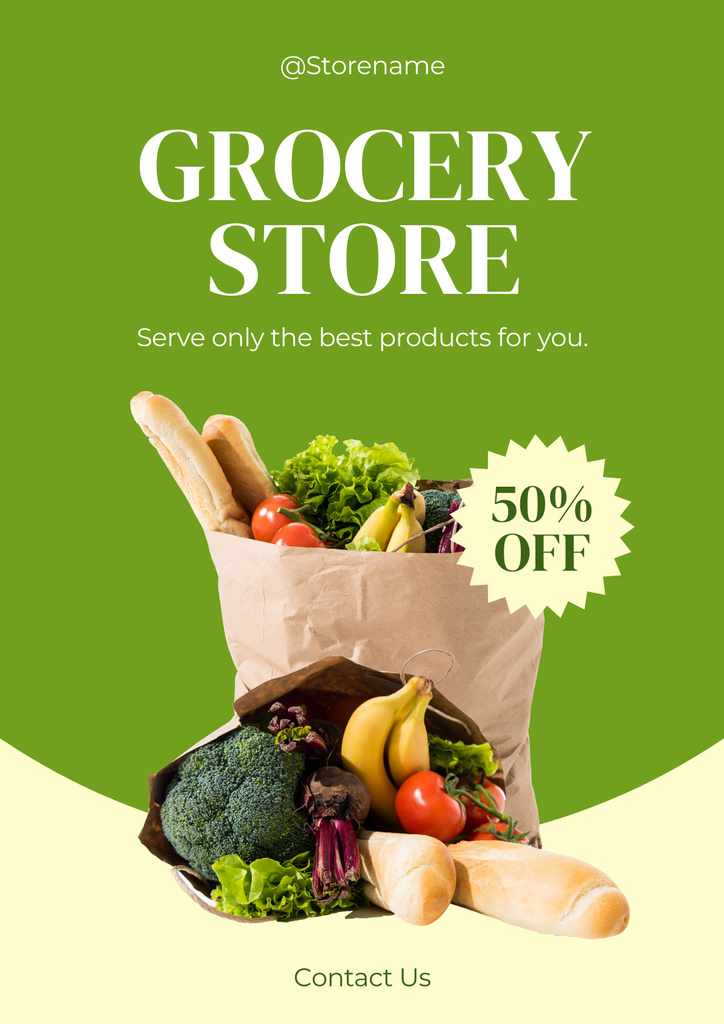 @Storename
GROCERY
STORE
Serve only the best products for you.
50%
OFF
Contact Us